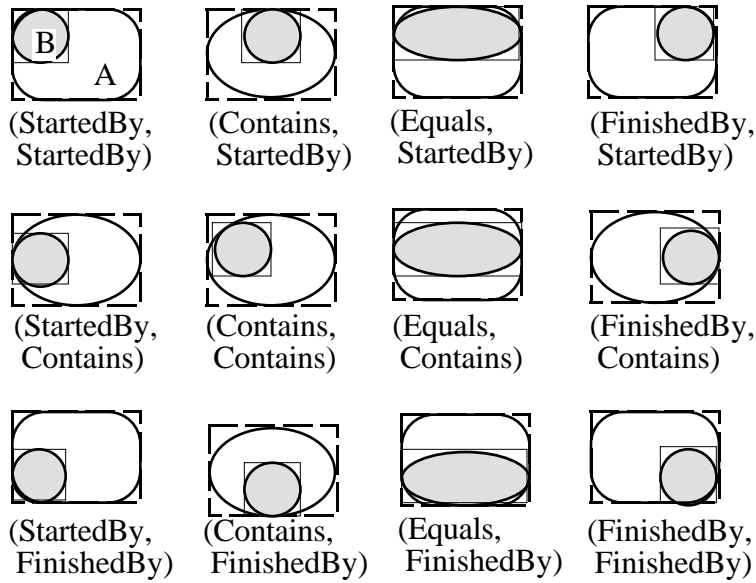 B
A
(StartedBy,
StartedBy)
(Contains,
StartedBy)
(Equals,
StartedBy)
(FinishedBy,
StartedBy)
(StartedBy,
Contains)
(Contains,
Contains)
(Equals,
Contains)
(FinishedBy,
Contains)
(StartedBy,
FinishedBy)
(Contains,
FinishedBy)
(Equals,
FinishedBy)
(FinishedBy,
FinishedBy)